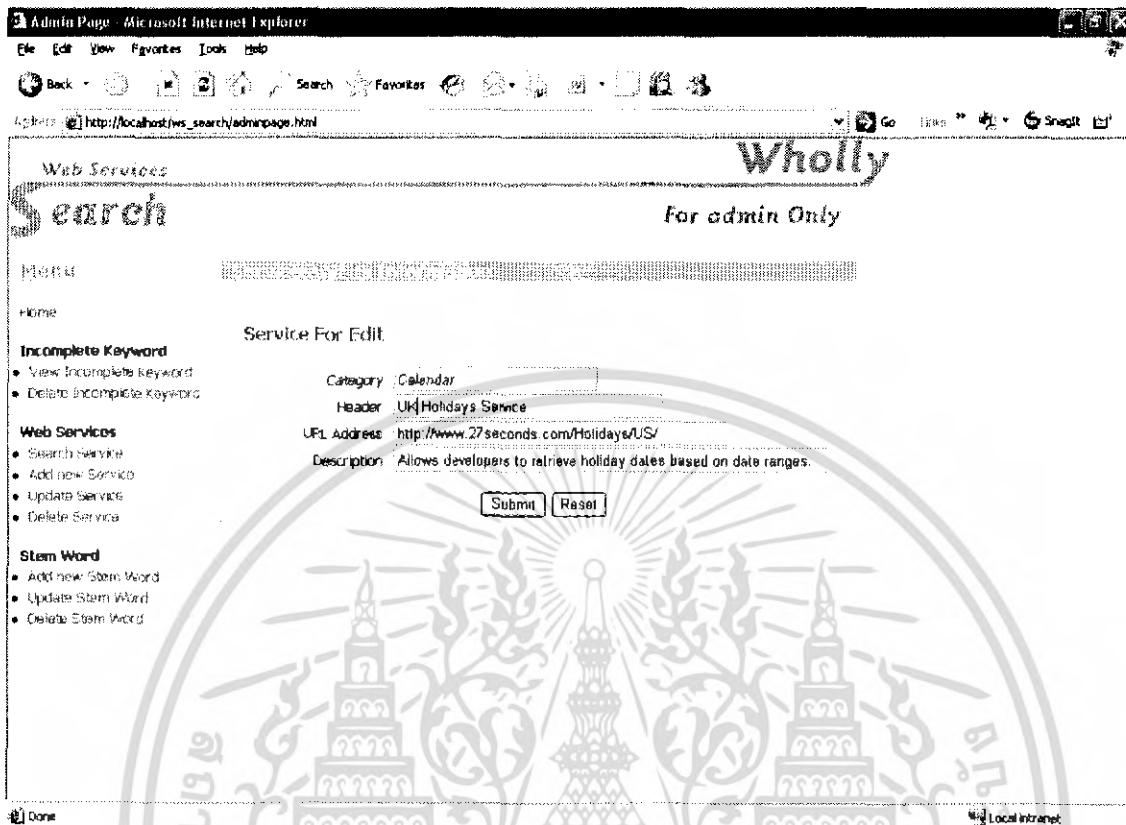 Admin Page - Microsoft Internet Explorer
File Edit View Favorites Tools Help
Back Search Favorites
Address http://localhost/ws_search/adminpage.html Go Links » SnagIt
Web Services Wholly
Search For admin Only
Menu
Home
Service For Edit
Incomplete Keyword
• View Incomplete Keyword
• Delete Incomplete Keyword
Category Calendar
Header UK Holidays Service
URL Address http://www.27seconds.com/Holidays/US/
Description Allows developers to retrieve holiday dates based on date ranges.
Web Services
• Search Service
• Add new Service
• Update Service
• Delete Service
Submit Reset
Stem Word
• Add new Stem Word
• Update Stem Word
• Delete Stem Word
Done Local intranet